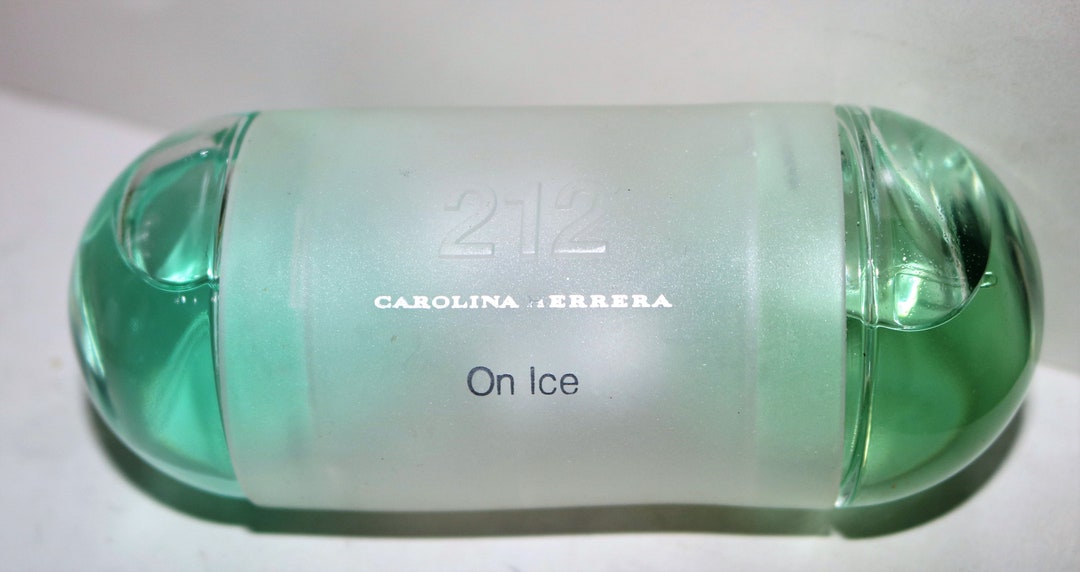 212
CAROLINA HERRERA
On Ice